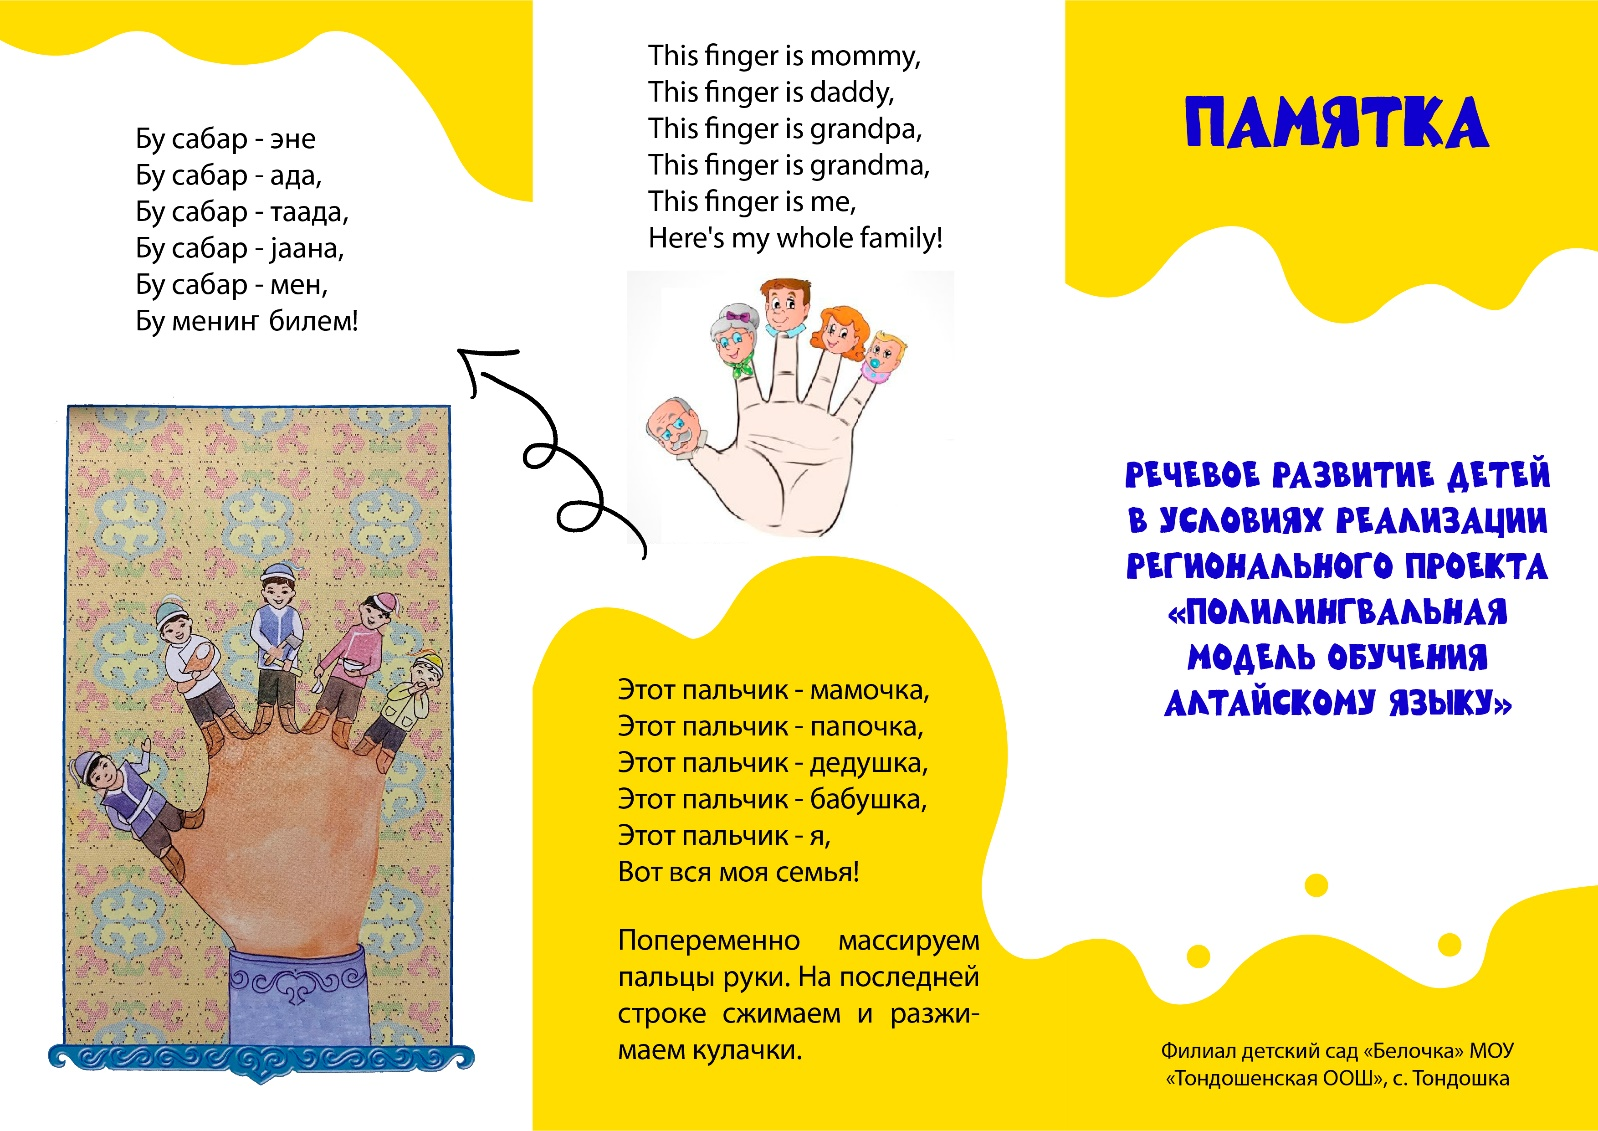 Бу сабар - эне
Бу сабар - ада,
Бу сабар - таада,
Бу сабар - јаана,
Бу сабар - мен,
Бу мениҥ билем!
This finger is mommy,
This finger is daddy,
This finger is grandpa,
This finger is grandma,
This finger is me,
Here's my whole family!
Этот пальчик - мамочка,
Этот пальчик - папочка,
Этот пальчик - дедушка,
Этот пальчик - бабушка,
Этот пальчик - я,
Вот вся моя семья!
Попеременно массируем
пальцы руки. На последней
строке сжимаем и разжи-
маем кулачки.
ПАМЯТКА
РЕЧЕВОЕ РАЗВИТИЕ ДЕТЕЙ
В УСЛОВИЯХ РЕАЛИЗАЦИИ
РЕГИОНАЛЬНОГО ПРОЕКТА
«ПОЛИЛИНГВАЛЬНАЯ
МОДЕЛЬ ОБУЧЕНИЯ
АЛТАЙСКОМУ ЯЗЫКУ»
Филиал детский сад «Белочка» МОУ
«Тондошенская ООШ», с. Тондошка